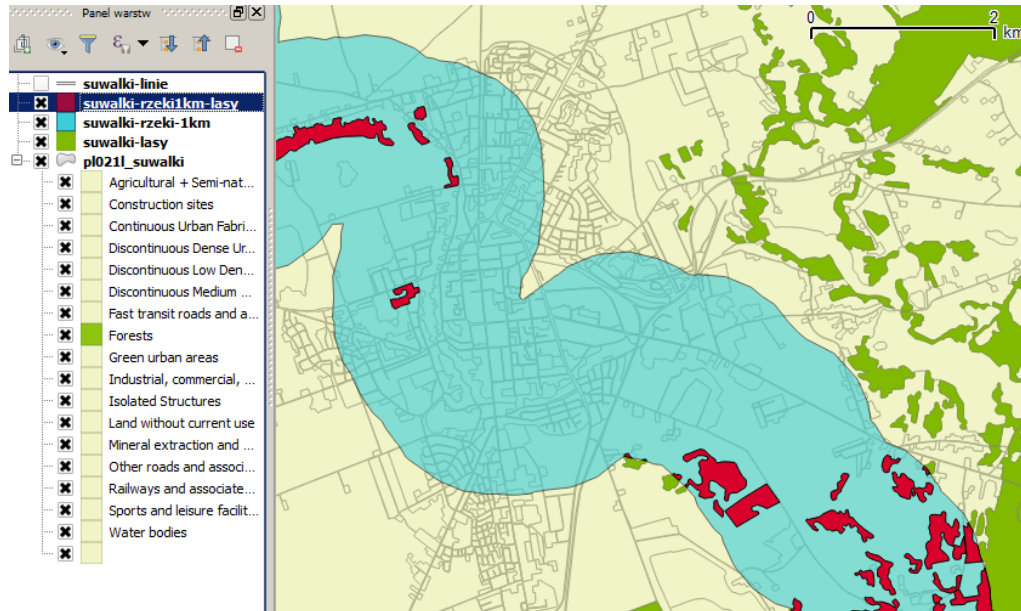 Panel warstw
suwalki-linie
suwalki-rzeki1km-lasy
suwalki-rzeki-1km
suwalki-lasy
pl021l_suwalki
Agricultural + Semi-nat...
Construction sites
Continuous Urban Fabri...
Discontinuous Dense Ur...
Discontinuous Low Den...
Discontinuous Medium ...
Fast transit roads and a...
Forests
Green urban areas
Industrial, commercial, ...
Isolated Structures
Land without current use
Mineral extraction and ...
Other roads and associ...
Railways and associate...
Sports and leisure facilit...
Water bodies
0 2
km